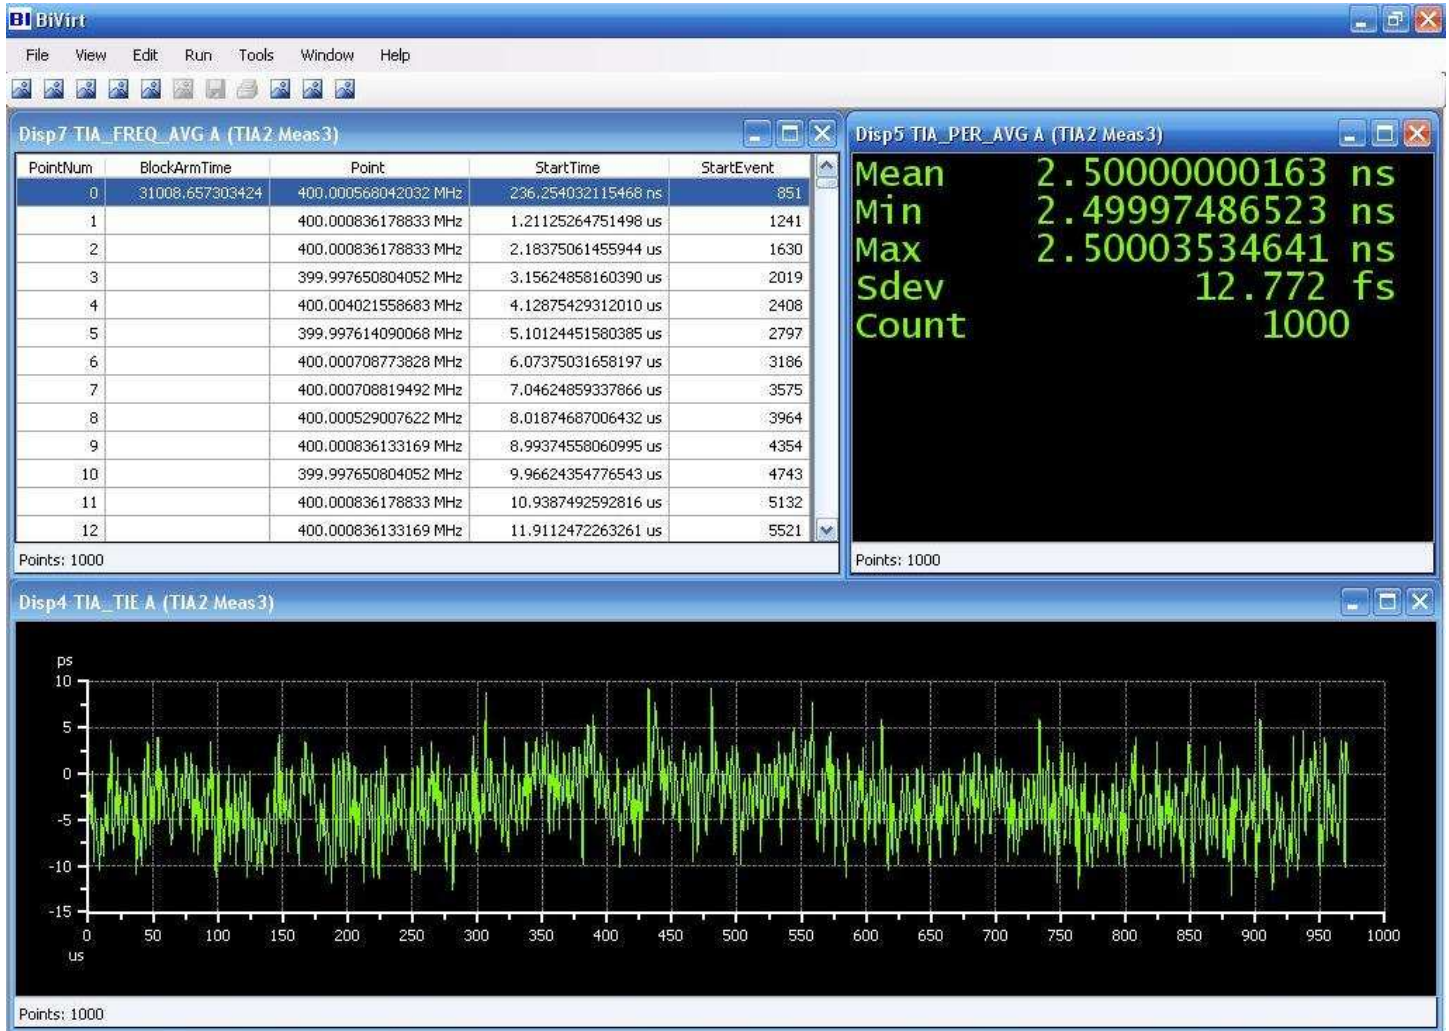 BI BiVirt
File View Edit Run Tools Window Help
Disp7 TIA_FREQ_AVG A (TIA2 Meas3)
PointNum BlockArmTime Point StartTime StartEvent
0 31008.657303424 400.000568042032 MHz 236.254032115468 ns 851
1 400.000836178833 MHz 1.21125264751498 us 1241
2 400.000836178833 MHz 2.18375061455944 us 1630
3 399.997650804052 MHz 3.15624858160390 us 2019
4 400.004021558683 MHz 4.12875429312010 us 2408
5 399.997614090068 MHz 5.10124451580385 us 2797
6 400.000708773828 MHz 6.07375031658197 us 3186
7 400.000708819492 MHz 7.04624859337866 us 3575
8 400.000529007622 MHz 8.01874687006432 us 3964
9 400.000836133169 MHz 8.99374558060995 us 4354
10 399.997650804052 MHz 9.96624354776543 us 4743
11 400.000836178833 MHz 10.9387492592816 us 5132
12 400.000836133169 MHz 11.9112472263261 us 5521
Points: 1000
Disp5 TIA_PER_AVG A (TIA2 Meas3)
Mean 2.50000000163 ns
Min 2.49997486523 ns
Max 2.50003534641 ns
Sdev 12.772 fs
Count 1000
Points: 1000
Disp4 TIA_TIE A (TIA2 Meas3)
ps
10
5
0
-5
-10
-15
0 50 100 150 200 250 300 350 400 450 500 550 600 650 700 750 800 850 900 950 1000
us
Points: 1000